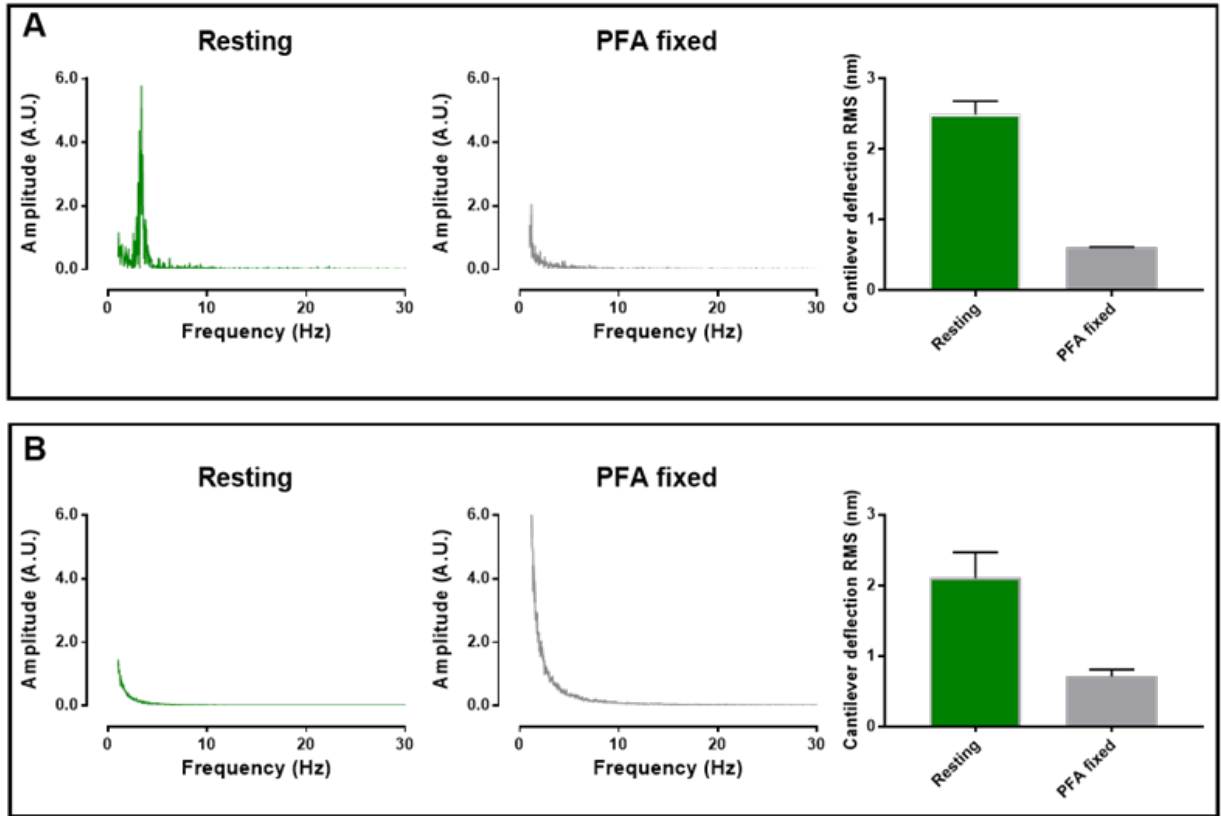 A
Resting
PFA fixed
Amplitude (A.U.)
6.0
4.0
2.0
0.0
0 10 20 30
Frequency (Hz)
Amplitude (A.U.)
6.0
4.0
2.0
0.0
0 10 20 30
Frequency (Hz)
Cantilever deflection RMS (nm)
3
2
1
0
Resting
PFA fixed
B
Resting
PFA fixed
Amplitude (A.U.)
6.0
4.0
2.0
0.0
0 10 20 30
Frequency (Hz)
Amplitude (A.U.)
6.0
4.0
2.0
0.0
0 10 20 30
Frequency (Hz)
Cantilever deflection RMS (nm)
3
2
1
0
Resting
PFA fixed